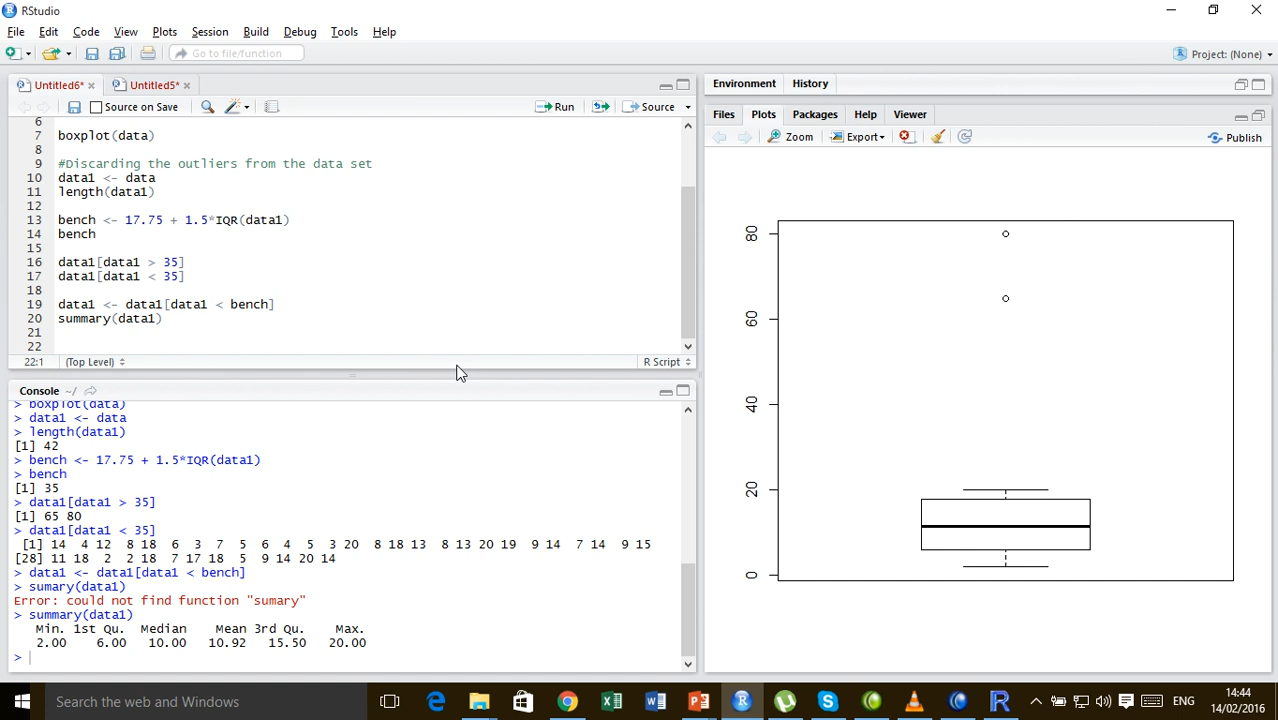 RStudio
File Edit Code View Plots Session Build Debug Tools Help
Go to file/function
Project: (None)
Untitled6*
Untitled5*
Source on Save
Run
Source
6
7 boxplot(data)
8
9 #Discarding the outliers from the data set
10 data1 <- data
11 length(data1)
12
13 bench <- 17.75 + 1.5*IQR(data1)
14 bench
15
16 data1[data1 > 35]
17 data1[data1 < 35]
18
19 data1 <- data1[data1 < bench]
20 summary(data1)
21
22
22:1 (Top Level) R Script
Console ~/
> boxplot(data)
> data1 <- data
> length(data1)
[1] 42
> bench <- 17.75 + 1.5*IQR(data1)
> bench
[1] 35
> data1[data1 > 35]
[1] 65 80
> data1[data1 < 35]
[1] 14 4 12 8 18 6 3 7 5 6 4 5 3 20 8 18 13 8 13 20 19 9 14 7 14 9 15
[28] 11 18 2 2 18 7 17 18 5 9 14 20 14
> data1 <- data1[data1 < bench]
> sumary(data1)
Error: could not find function "sumary"
> summary(data1)
Min. 1st Qu. Median Mean 3rd Qu. Max.
2.00 6.00 10.00 10.92 15.50 20.00
>
Environment History
Files Plots Packages Help Viewer
Zoom Export Publish
80
60
40
20
0
Search the web and Windows
ENG
14:44
14/02/2016